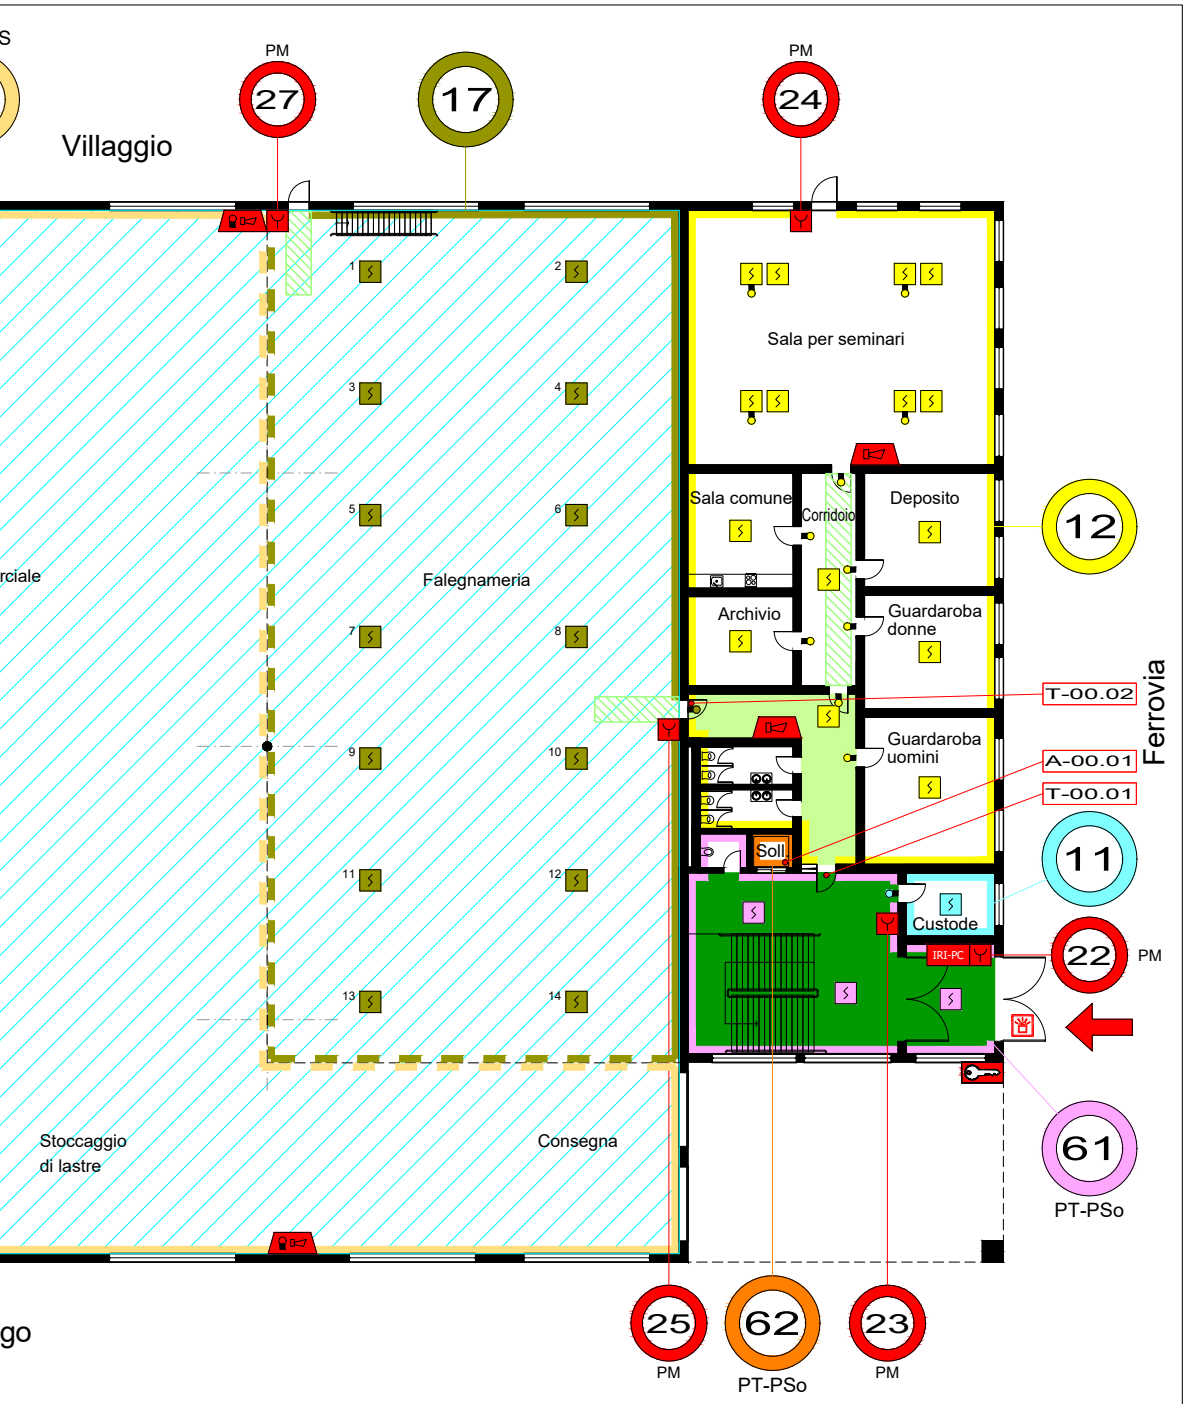 S
PM
PM
27
17
24
Villaggio
1
2
Sala per seminari
3
4
Sala comune
Corridoio
Deposito
5
6
12
rciale
Falegnameria
Archivio
Guardaroba
donne
7
8
Ferrovia
T-00.02
Guardaroba
uomini
9
10
A-00.01
T-00.01
Soll.
11
11
12
Custode
IRI-PC
22
PM
13
14
Stoccaggio
di lastre
Consegna
61
PT-PSo
25
62
23
go
PM
PT-PSo
PM